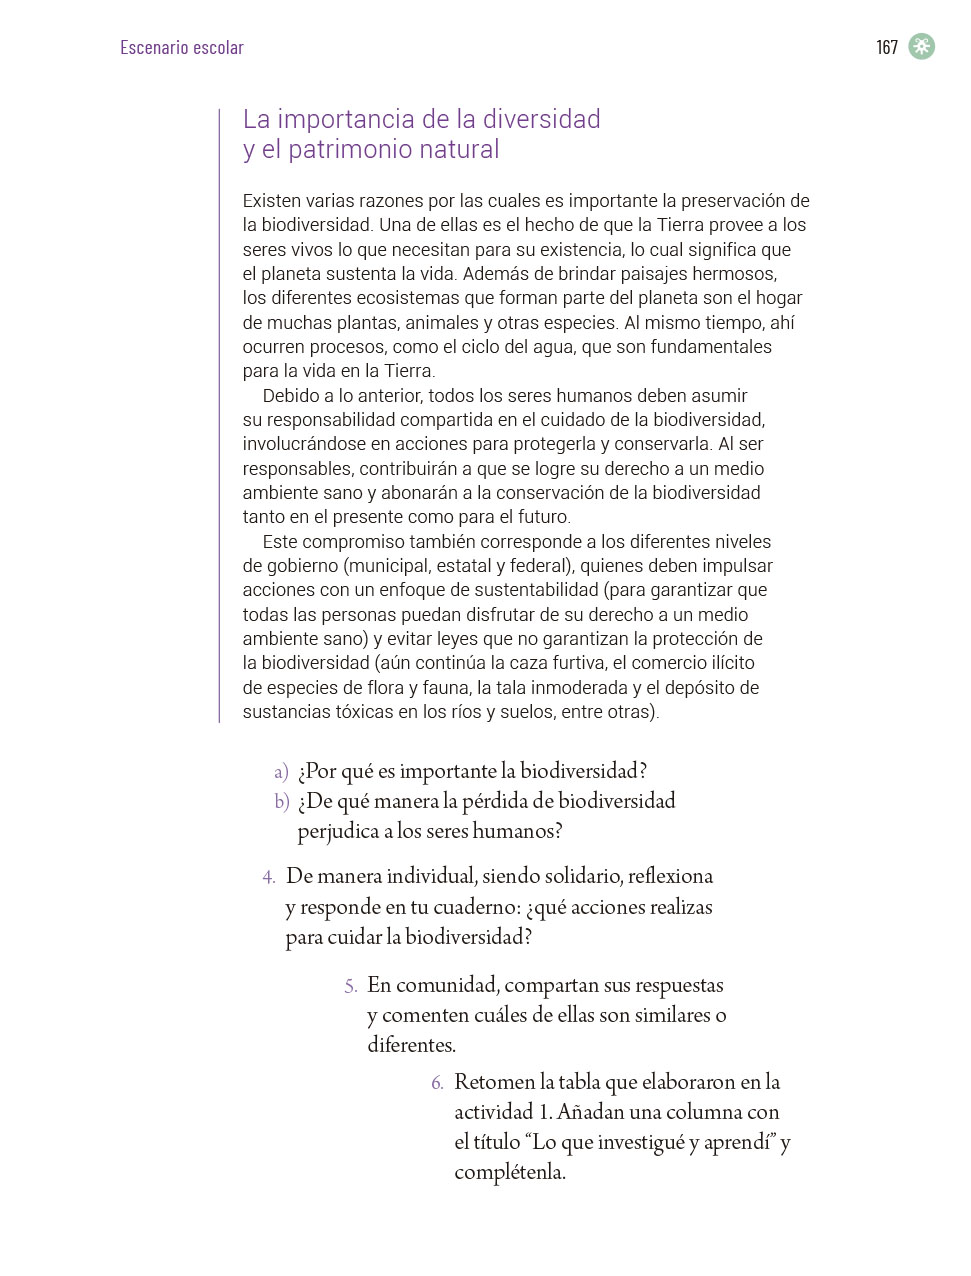 Escenario escolar
167
La importancia de la diversidad
y el patrimonio natural
Existen varias razones por las cuales es importante la preservación de
la biodiversidad. Una de ellas es el hecho de que la Tierra provee a los
seres vivos lo que necesitan para su existencia, lo cual significa que
el planeta sustenta la vida. Además de brindar paisajes hermosos,
los diferentes ecosistemas que forman parte del planeta son el hogar
de muchas plantas, animales y otras especies. Al mismo tiempo, ahí
ocurren procesos, como el ciclo del agua, que son fundamentales
para la vida en la Tierra.
Debido a lo anterior, todos los seres humanos deben asumir
su responsabilidad compartida en el cuidado de la biodiversidad,
involucrándose en acciones para protegerla y conservarla. Al ser
responsables, contribuirán a que se logre su derecho a un medio
ambiente sano y abonarán a la conservación de la biodiversidad
tanto en el presente como para el futuro.
Este compromiso también corresponde a los diferentes niveles
de gobierno (municipal, estatal y federal), quienes deben impulsar
acciones con un enfoque de sustentabilidad (para garantizar que
todas las personas puedan disfrutar de su derecho a un medio
ambiente sano) y evitar leyes que no garantizan la protección de
la biodiversidad (aún continúa la caza furtiva, el comercio ilícito
de especies de flora y fauna, la tala inmoderada y el depósito de
sustancias tóxicas en los ríos y suelos, entre otras).
a) ¿Por qué es importante la biodiversidad?
b) ¿De qué manera la pérdida de biodiversidad
perjudica a los seres humanos?
4. De manera individual, siendo solidario, reflexiona
y responde en tu cuaderno: ¿qué acciones realizas
para cuidar la biodiversidad?
5. En comunidad, compartan sus respuestas
y comenten cuáles de ellas son similares o
diferentes.
6. Retomen la tabla que elaboraron en la
actividad 1. Añadan una columna con
el título “Lo que investigué y aprendí” y
complétenla.